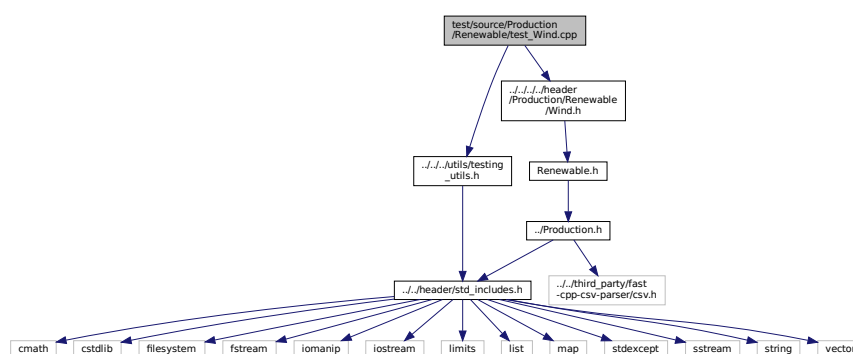 test/source/Production
/Renewable/test_Wind.cpp
../../../../header
/Production/Renewable
/Wind.h
../../../utils/testing
_utils.h
Renewable.h
../Production.h
../../header/std_includes.h
../../third_party/fast
-cpp-csv-parser/csv.h
cmath
cstdlib
filesystem
fstream
iomanip
iostream
limits
list
map
stdexcept
sstream
string
vector